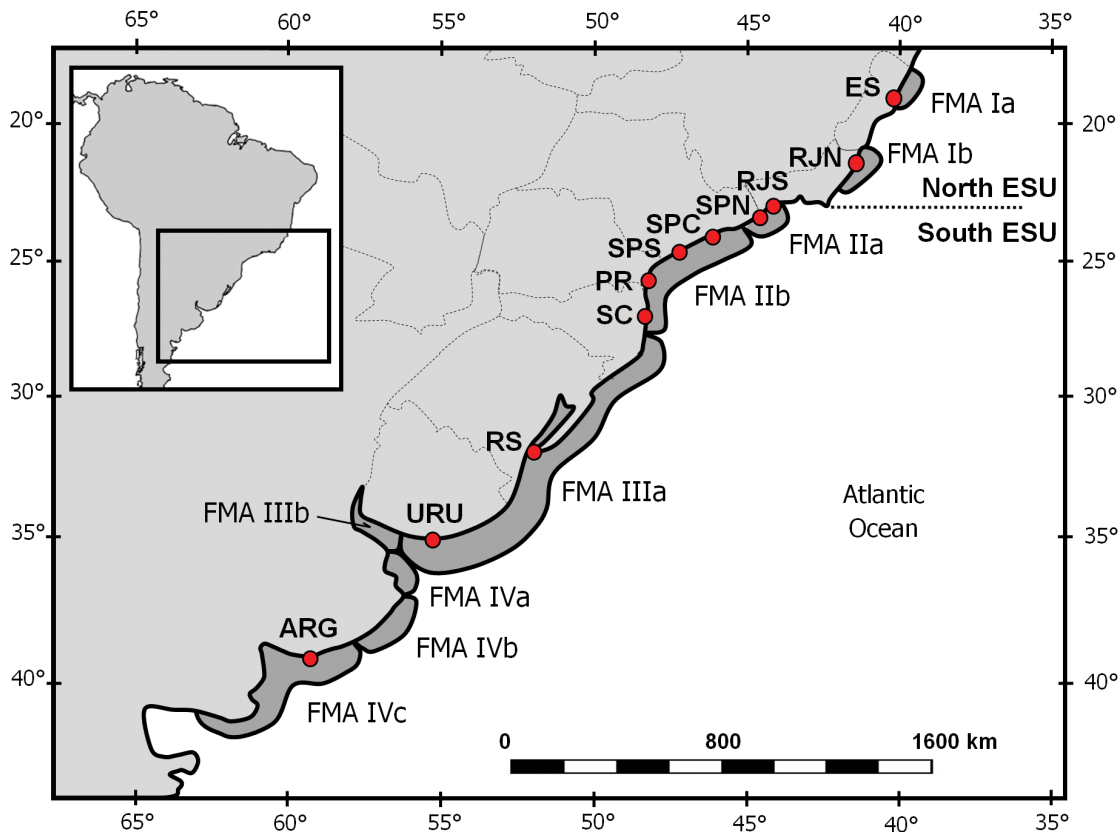 65° 60° 55° 50° 45° 40° 35°
ES
FMA Ia
20° 20°
RJN
FMA Ib
RJS
North ESU
SPN
SPC
South ESU
SPS
FMA IIa
25° 25°
PR
FMA IIb
SC
30° 30°
RS
FMA IIIa
Atlantic
Ocean
FMA IIIb
URU
35° 35°
FMA IVa
ARG
FMA IVb
40° 40°
FMA IVc
0 800 1600 km
65° 60° 55° 50° 45° 40° 35°